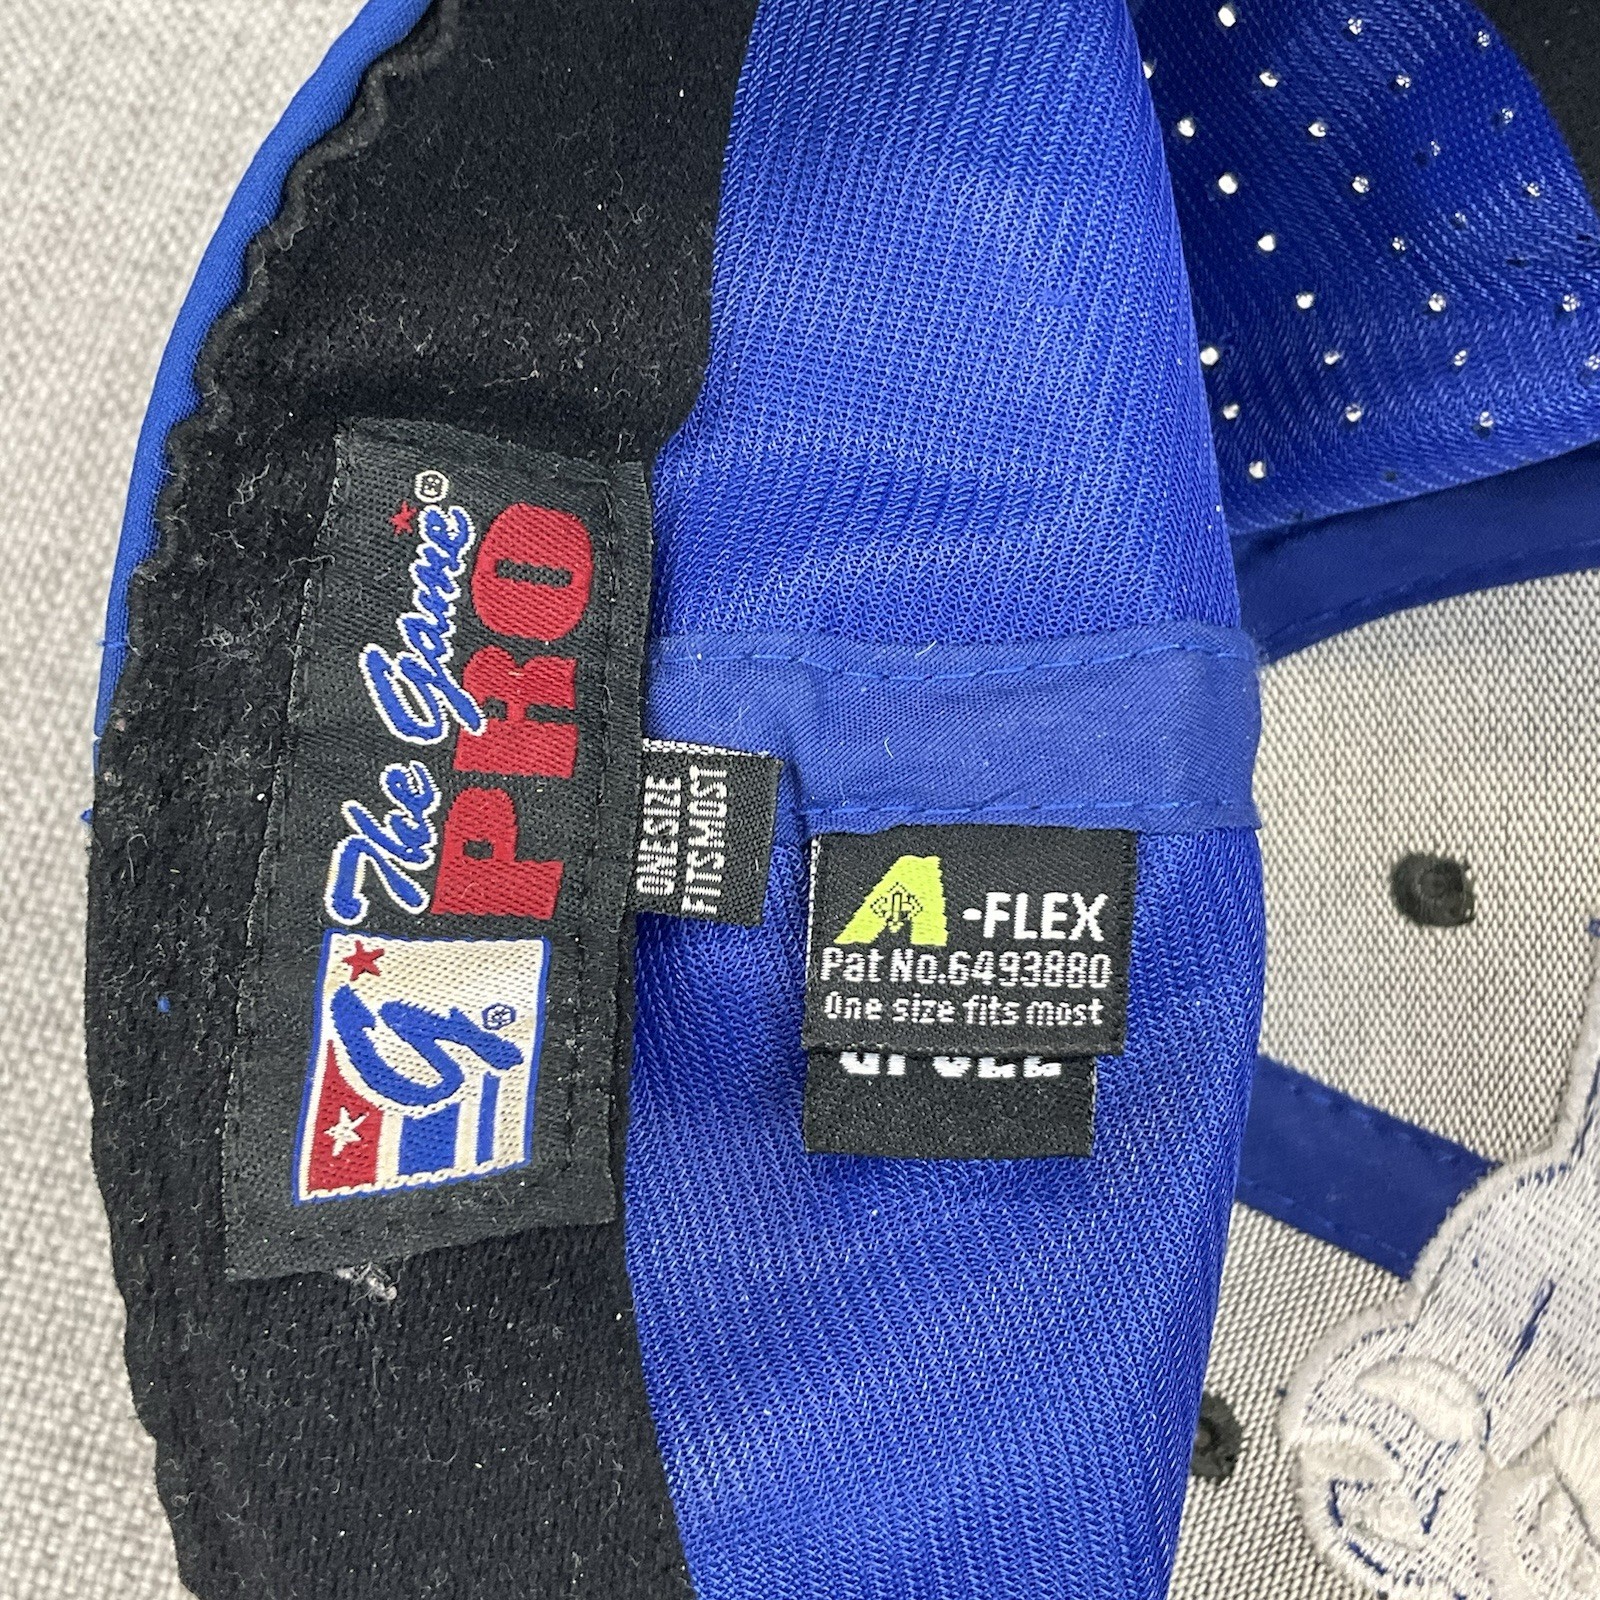 The Game®
PRO
G®
ONE SIZE
FITS MOST
A-FLEX
Pat No.6493880
One size fits most